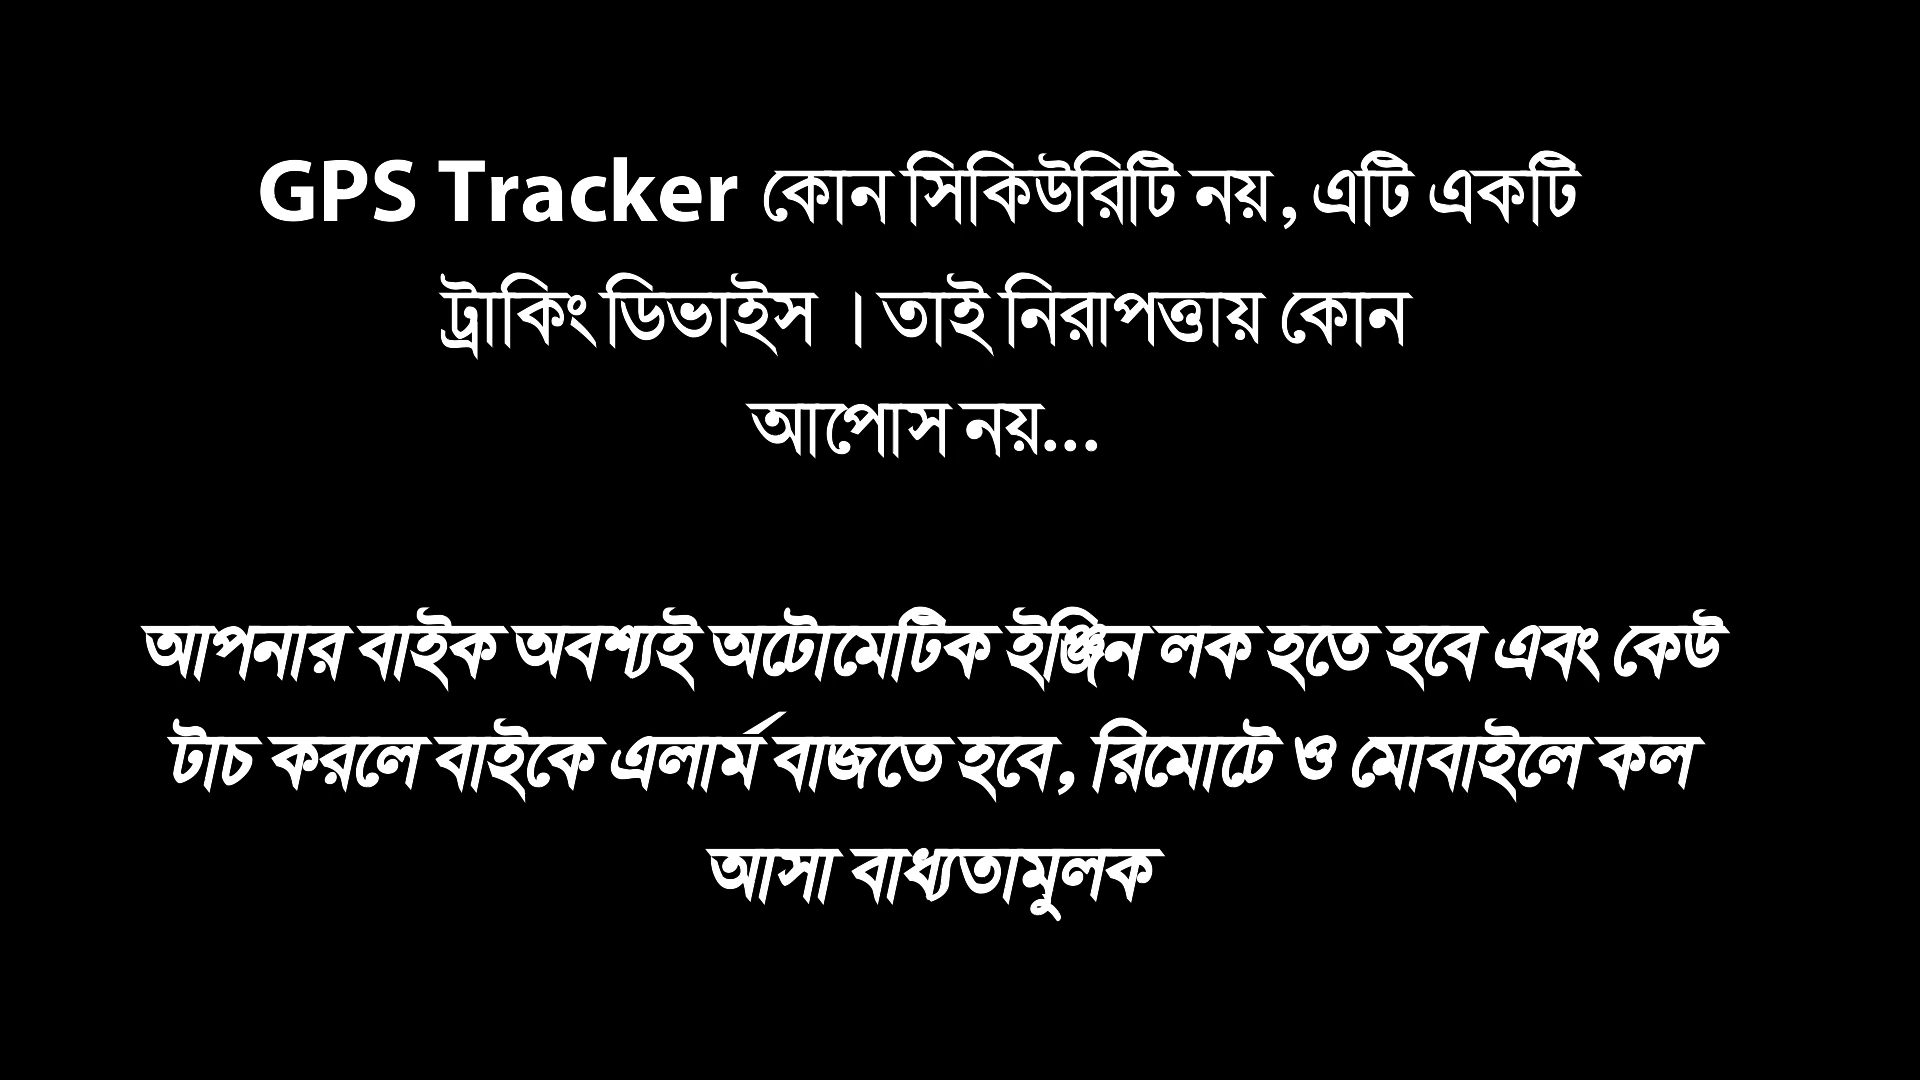 GPS Tracker কোন সিকিউরিটি নয়, এটি একটি
ট্রাকিং ডিভাইস । তাই নিরাপত্তায় কোন
আপোস নয়...
আপনার বাইক অবশ্যই অটোমেটিক ইঞ্জিন লক হতে হবে এবং কেউ
টাচ করলে বাইকে এলার্ম বাজতে হবে, রিমোটে ও মোবাইলে কল
আসা বাধ্যতামুলক